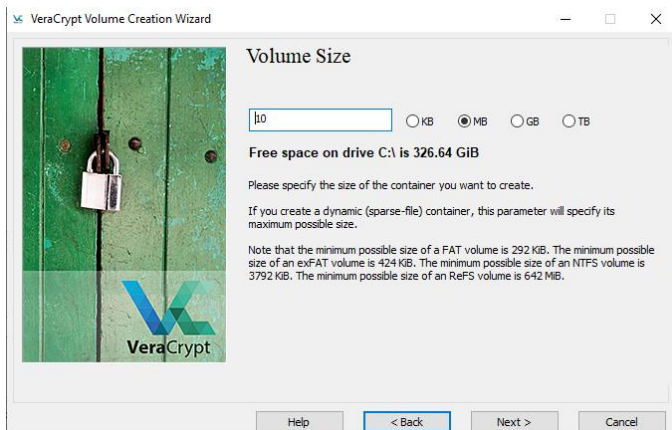 VeraCrypt Volume Creation Wizard
Volume Size
10 KB MB GB TB
Free space on drive C:\ is 326.64 GiB
Please specify the size of the container you want to create.
If you create a dynamic (sparse-file) container, this parameter will specify its
maximum possible size.
Note that the minimum possible size of a FAT volume is 292 KiB. The minimum possible
size of an exFAT volume is 424 KiB. The minimum possible size of an NTFS volume is
3792 KiB. The minimum possible size of an ReFS volume is 642 MiB.
VeraCrypt
Help < Back Next > Cancel